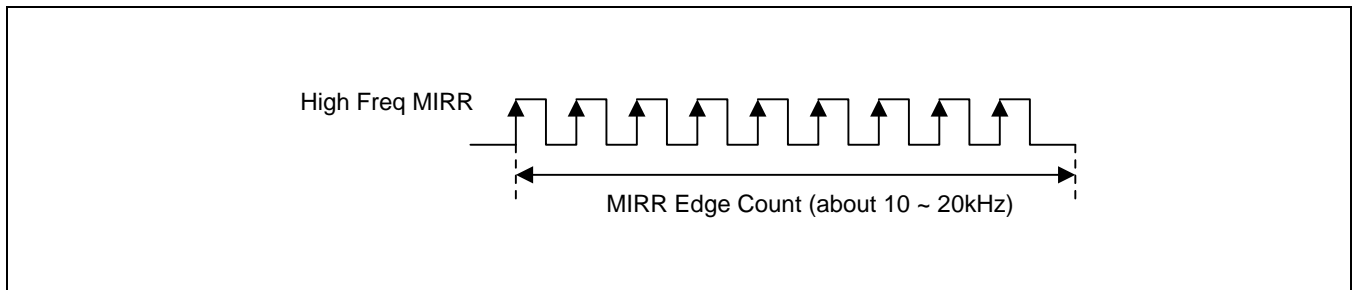 High Freq MIRR
MIRR Edge Count (about 10 ~ 20kHz)